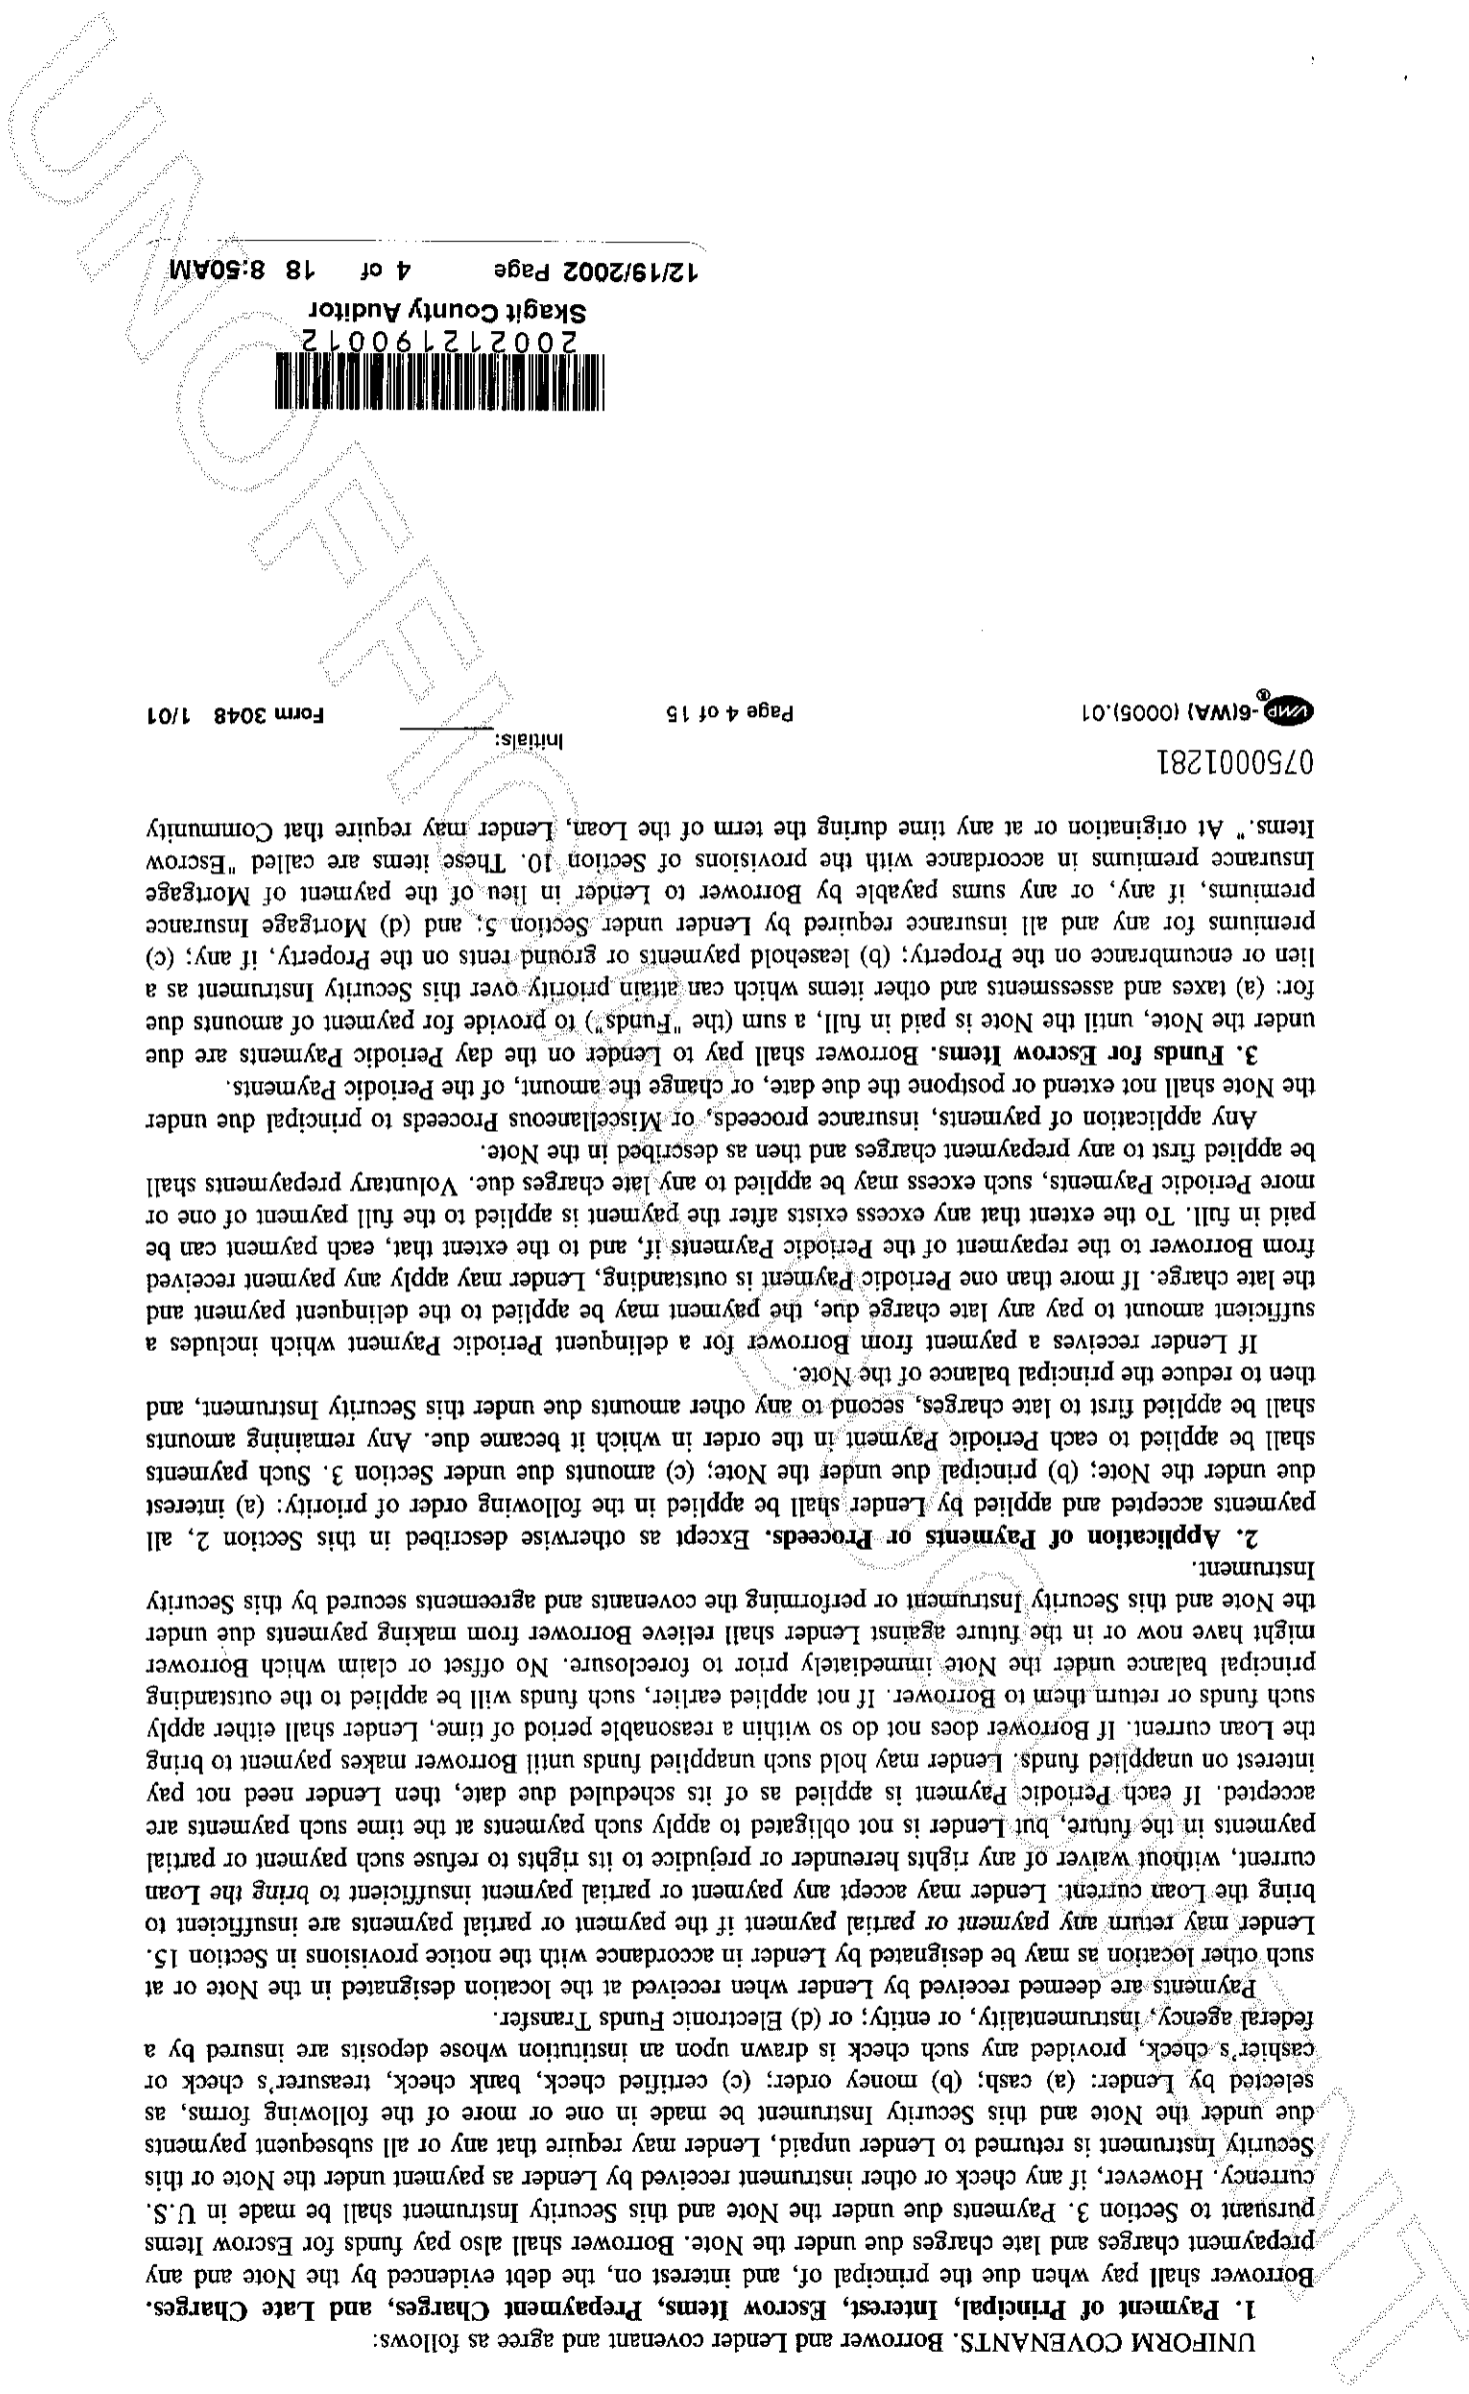 UNIFORM COVENANTS. Borrower and Lender covenant and agree as follows:
1. Payment of Principal, Interest, Escrow Items, Prepayment Charges, and Late Charges.
Borrower shall pay when due the principal of, and interest on, the debt evidenced by the Note and any
prepayment charges and late charges due under the Note. Borrower shall also pay funds for Escrow Items
pursuant to Section 3. Payments due under the Note and this Security Instrument shall be made in U.S.
currency. However, if any check or other instrument received by Lender as payment under the Note or this
Security Instrument is returned to Lender unpaid, Lender may require that any or all subsequent payments
due under the Note and this Security Instrument be made in one or more of the following forms, as
selected by Lender: (a) cash; (b) money order; (c) certified check, bank check, treasurer's check or
cashier's check, provided any such check is drawn upon an institution whose deposits are insured by a
federal agency, instrumentality, or entity; or (d) Electronic Funds Transfer.
Payments are deemed received by Lender when received at the location designated in the Note or at
such other location as may be designated by Lender in accordance with the notice provisions in Section 15.
Lender may return any payment or partial payment if the payment or partial payments are insufficient to
bring the Loan current. Lender may accept any payment or partial payment insufficient to bring the Loan
current, without waiver of any rights hereunder or prejudice to its rights to refuse such payment or partial
payments in the future, but Lender is not obligated to apply such payments at the time such payments are
accepted. If each Periodic Payment is applied as of its scheduled due date, then Lender need not pay
interest on unapplied funds. Lender may hold such unapplied funds until Borrower makes payment to bring
the Loan current. If Borrower does not do so within a reasonable period of time, Lender shall either apply
such funds or return them to Borrower. If not applied earlier, such funds will be applied to the outstanding
principal balance under the Note immediately prior to foreclosure. No offset or claim which Borrower
might have now or in the future against Lender shall relieve Borrower from making payments due under
the Note and this Security Instrument or performing the covenants and agreements secured by this Security
Instrument.
2. Application of Payments or Proceeds. Except as otherwise described in this Section 2, all
payments accepted and applied by Lender shall be applied in the following order of priority: (a) interest
due under the Note; (b) principal due under the Note; (c) amounts due under Section 3. Such payments
shall be applied to each Periodic Payment in the order in which it became due. Any remaining amounts
shall be applied first to late charges, second to any other amounts due under this Security Instrument, and
then to reduce the principal balance of the Note.
If Lender receives a payment from Borrower for a delinquent Periodic Payment which includes a
sufficient amount to pay any late charge due, the payment may be applied to the delinquent payment and
the late charge. If more than one Periodic Payment is outstanding, Lender may apply any payment received
from Borrower to the repayment of the Periodic Payments if, and to the extent that, each payment can be
paid in full. To the extent that any excess exists after the payment is applied to the full payment of one or
more Periodic Payments, such excess may be applied to any late charges due. Voluntary prepayments shall
be applied first to any prepayment charges and then as described in the Note.
Any application of payments, insurance proceeds, or Miscellaneous Proceeds to principal due under
the Note shall not extend or postpone the due date, or change the amount, of the Periodic Payments.
3. Funds for Escrow Items. Borrower shall pay to Lender on the day Periodic Payments are due
under the Note, until the Note is paid in full, a sum (the "Funds") to provide for payment of amounts due
for: (a) taxes and assessments and other items which can attain priority over this Security Instrument as a
lien or encumbrance on the Property; (b) leasehold payments or ground rents on the Property, if any; (c)
premiums for any and all insurance required by Lender under Section 5; and (d) Mortgage Insurance
premiums, if any, or any sums payable by Borrower to Lender in lieu of the payment of Mortgage
Insurance premiums in accordance with the provisions of Section 10. These items are called "Escrow
Items." At origination or at any time during the term of the Loan, Lender may require that Community
0750001281
Initials:
VMP®-6(WA) (0005).01 Page 4 of 15 Form 3048 1/01
200212190012
Skagit County Auditor
12/19/2002 Page 4 of 18 8:50AM
UNOFFICIAL DOCUMENT